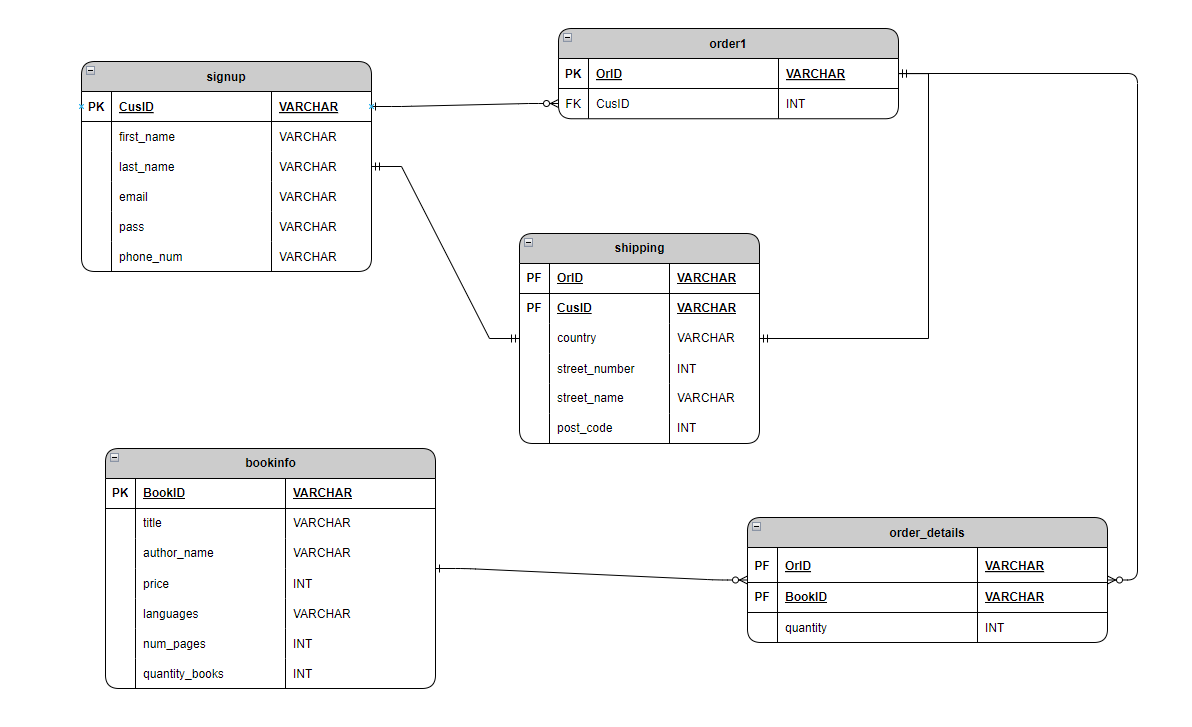 signup
PK CusID VARCHAR
first_name VARCHAR
last_name VARCHAR
email VARCHAR
pass VARCHAR
phone_num VARCHAR
order1
PK OrID VARCHAR
FK CusID INT
shipping
PF OrID VARCHAR
PF CusID VARCHAR
country VARCHAR
street_number INT
street_name VARCHAR
post_code INT
bookinfo
PK BookID VARCHAR
title VARCHAR
author_name VARCHAR
price INT
languages VARCHAR
num_pages INT
quantity_books INT
order_details
PF OrID VARCHAR
PF BookID VARCHAR
quantity INT